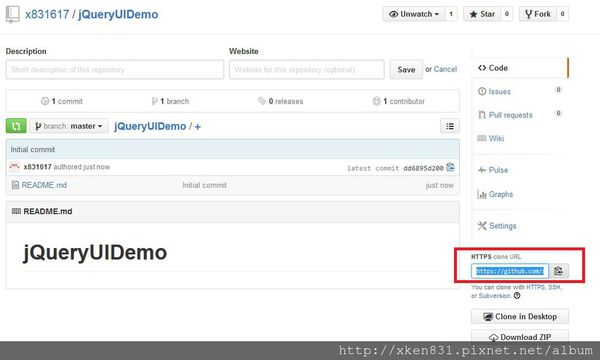 x831617 / jQueryUIDemo
Unwatch 1
Star 0
Fork 0
Description
Website
Short description of this repository
Website for this repository (optional)
Save or Cancel
1 commit
1 branch
0 releases
1 contributor
branch: master
jQueryUIDemo / +
Initial commit
x831617 authored just now
latest commit dd6895d200
README.md
Initial commit
just now
README.md
jQueryUIDemo
Code
Issues 0
Pull requests 0
Wiki
Pulse
Graphs
Settings
HTTPS clone URL
https://github.com/
You can clone with HTTPS, SSH,
or Subversion.
Clone in Desktop
Download ZIP
http://xken831.pixnet.net/album